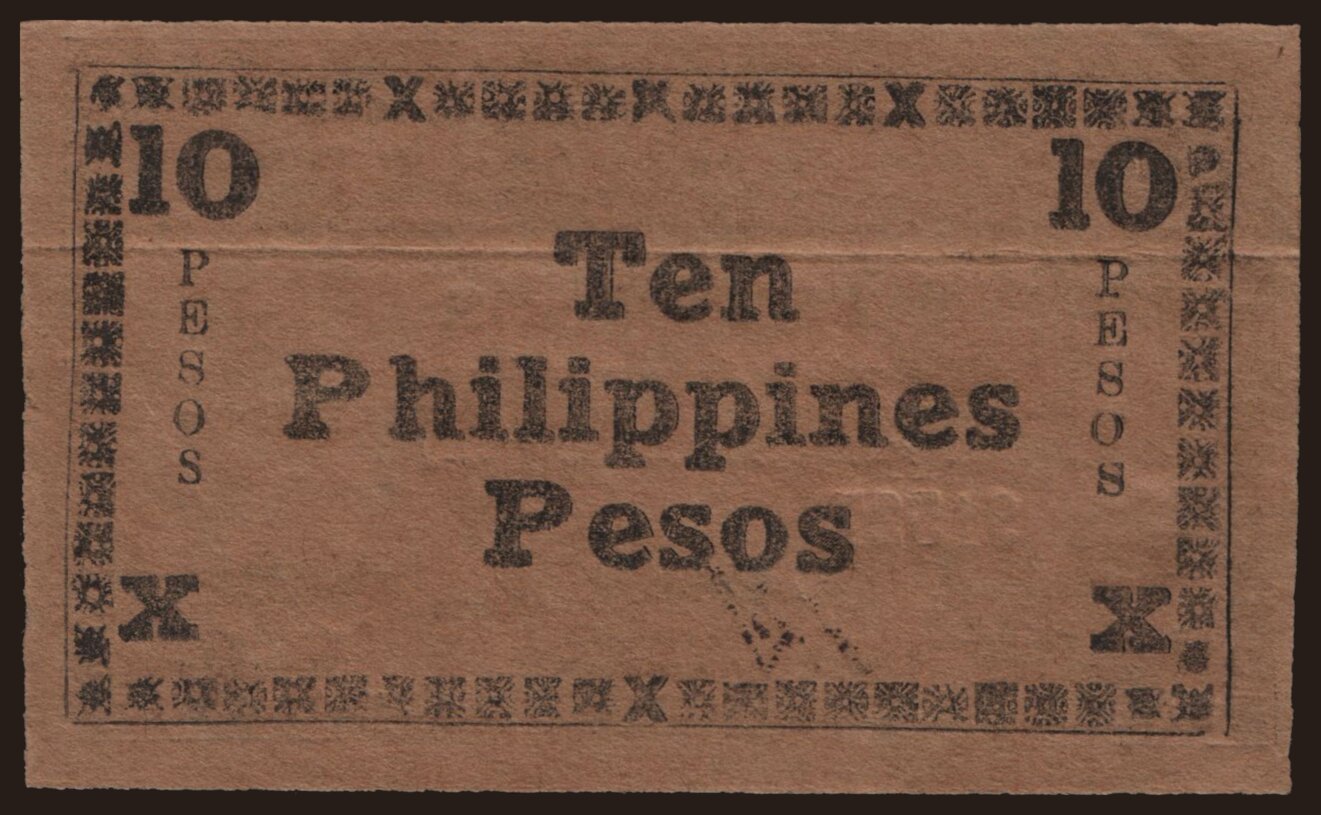 10 10
PESOS PESOS
Ten
Philippines
Pesos
X X